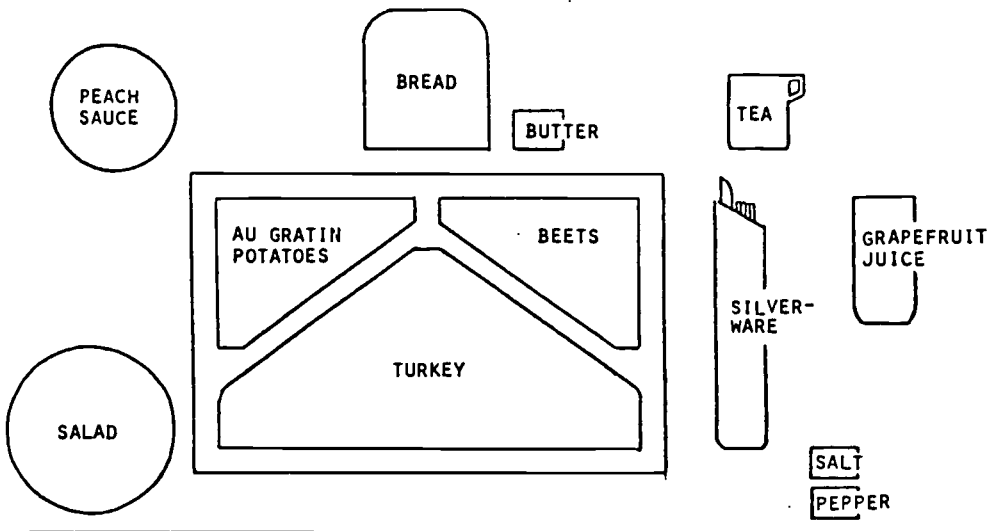 PEACH
SAUCE
BREAD
BUTTER
TEA
AU GRATIN
POTATOES
BEETS
GRAPEFRUIT
JUICE
SILVER-
WARE
TURKEY
SALAD
SALT
PEPPER